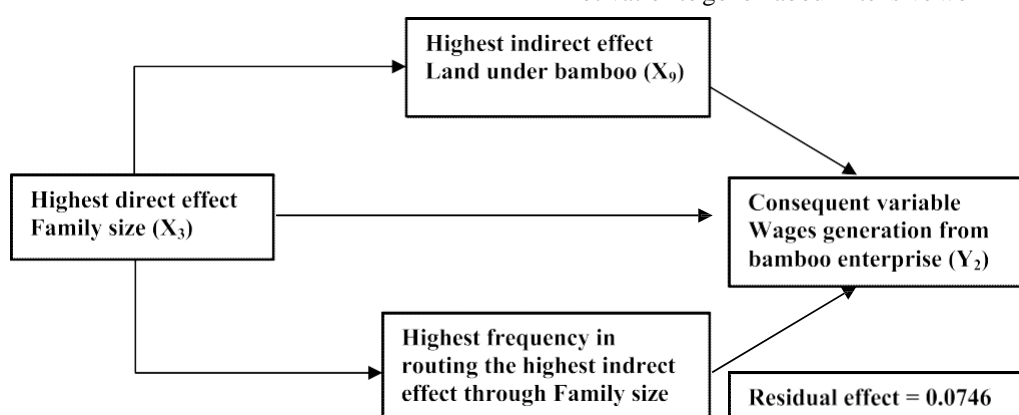 Highest indirect effect
Land under bamboo (X₉)
Highest direct effect
Family size (X₃)
Consequent variable
Wages generation from
bamboo enterprise (Y₂)
Highest frequency in
routing the highest indrect
effect through Family size
Residual effect = 0.0746